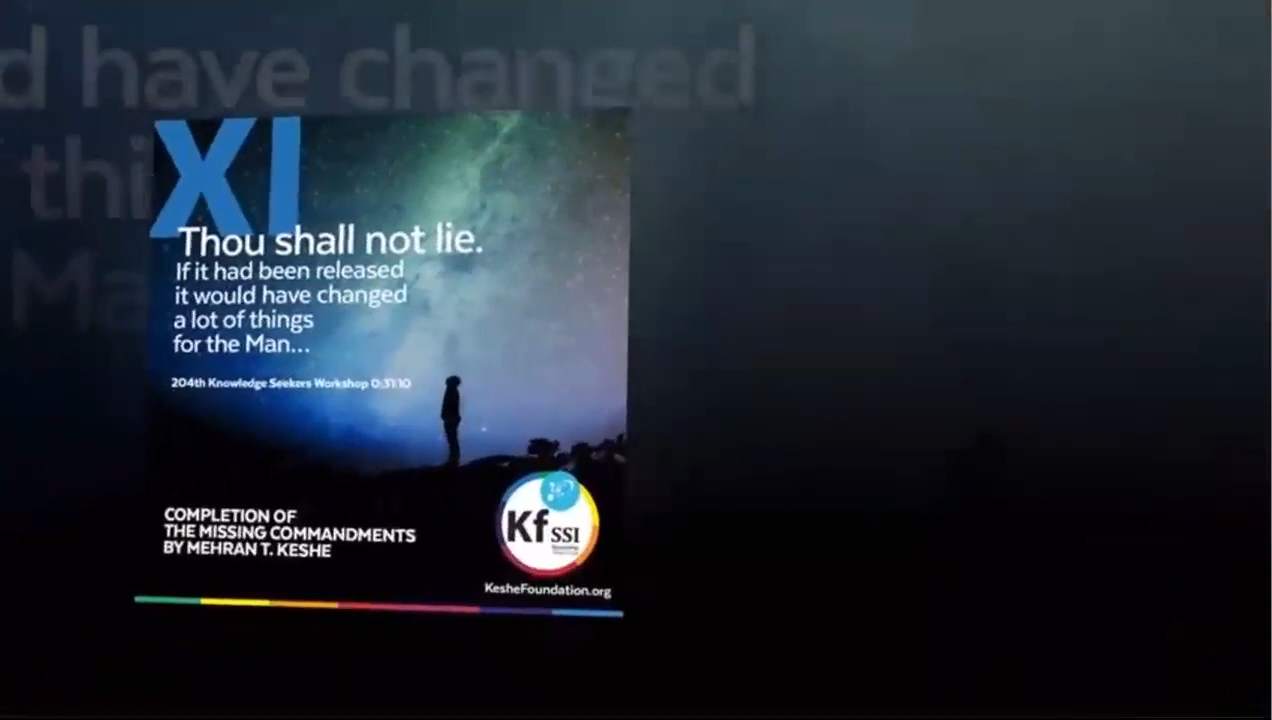 d have changed
thi
Ma
XI
Thou shall not lie.
If it had been released
it would have changed
a lot of things
for the Man...
204th Knowledge Seekers Workshop 0:31:10
COMPLETION OF
THE MISSING COMMANDMENTS
BY MEHRAN T. KESHE
Kf SSI
KesheFoundation.org